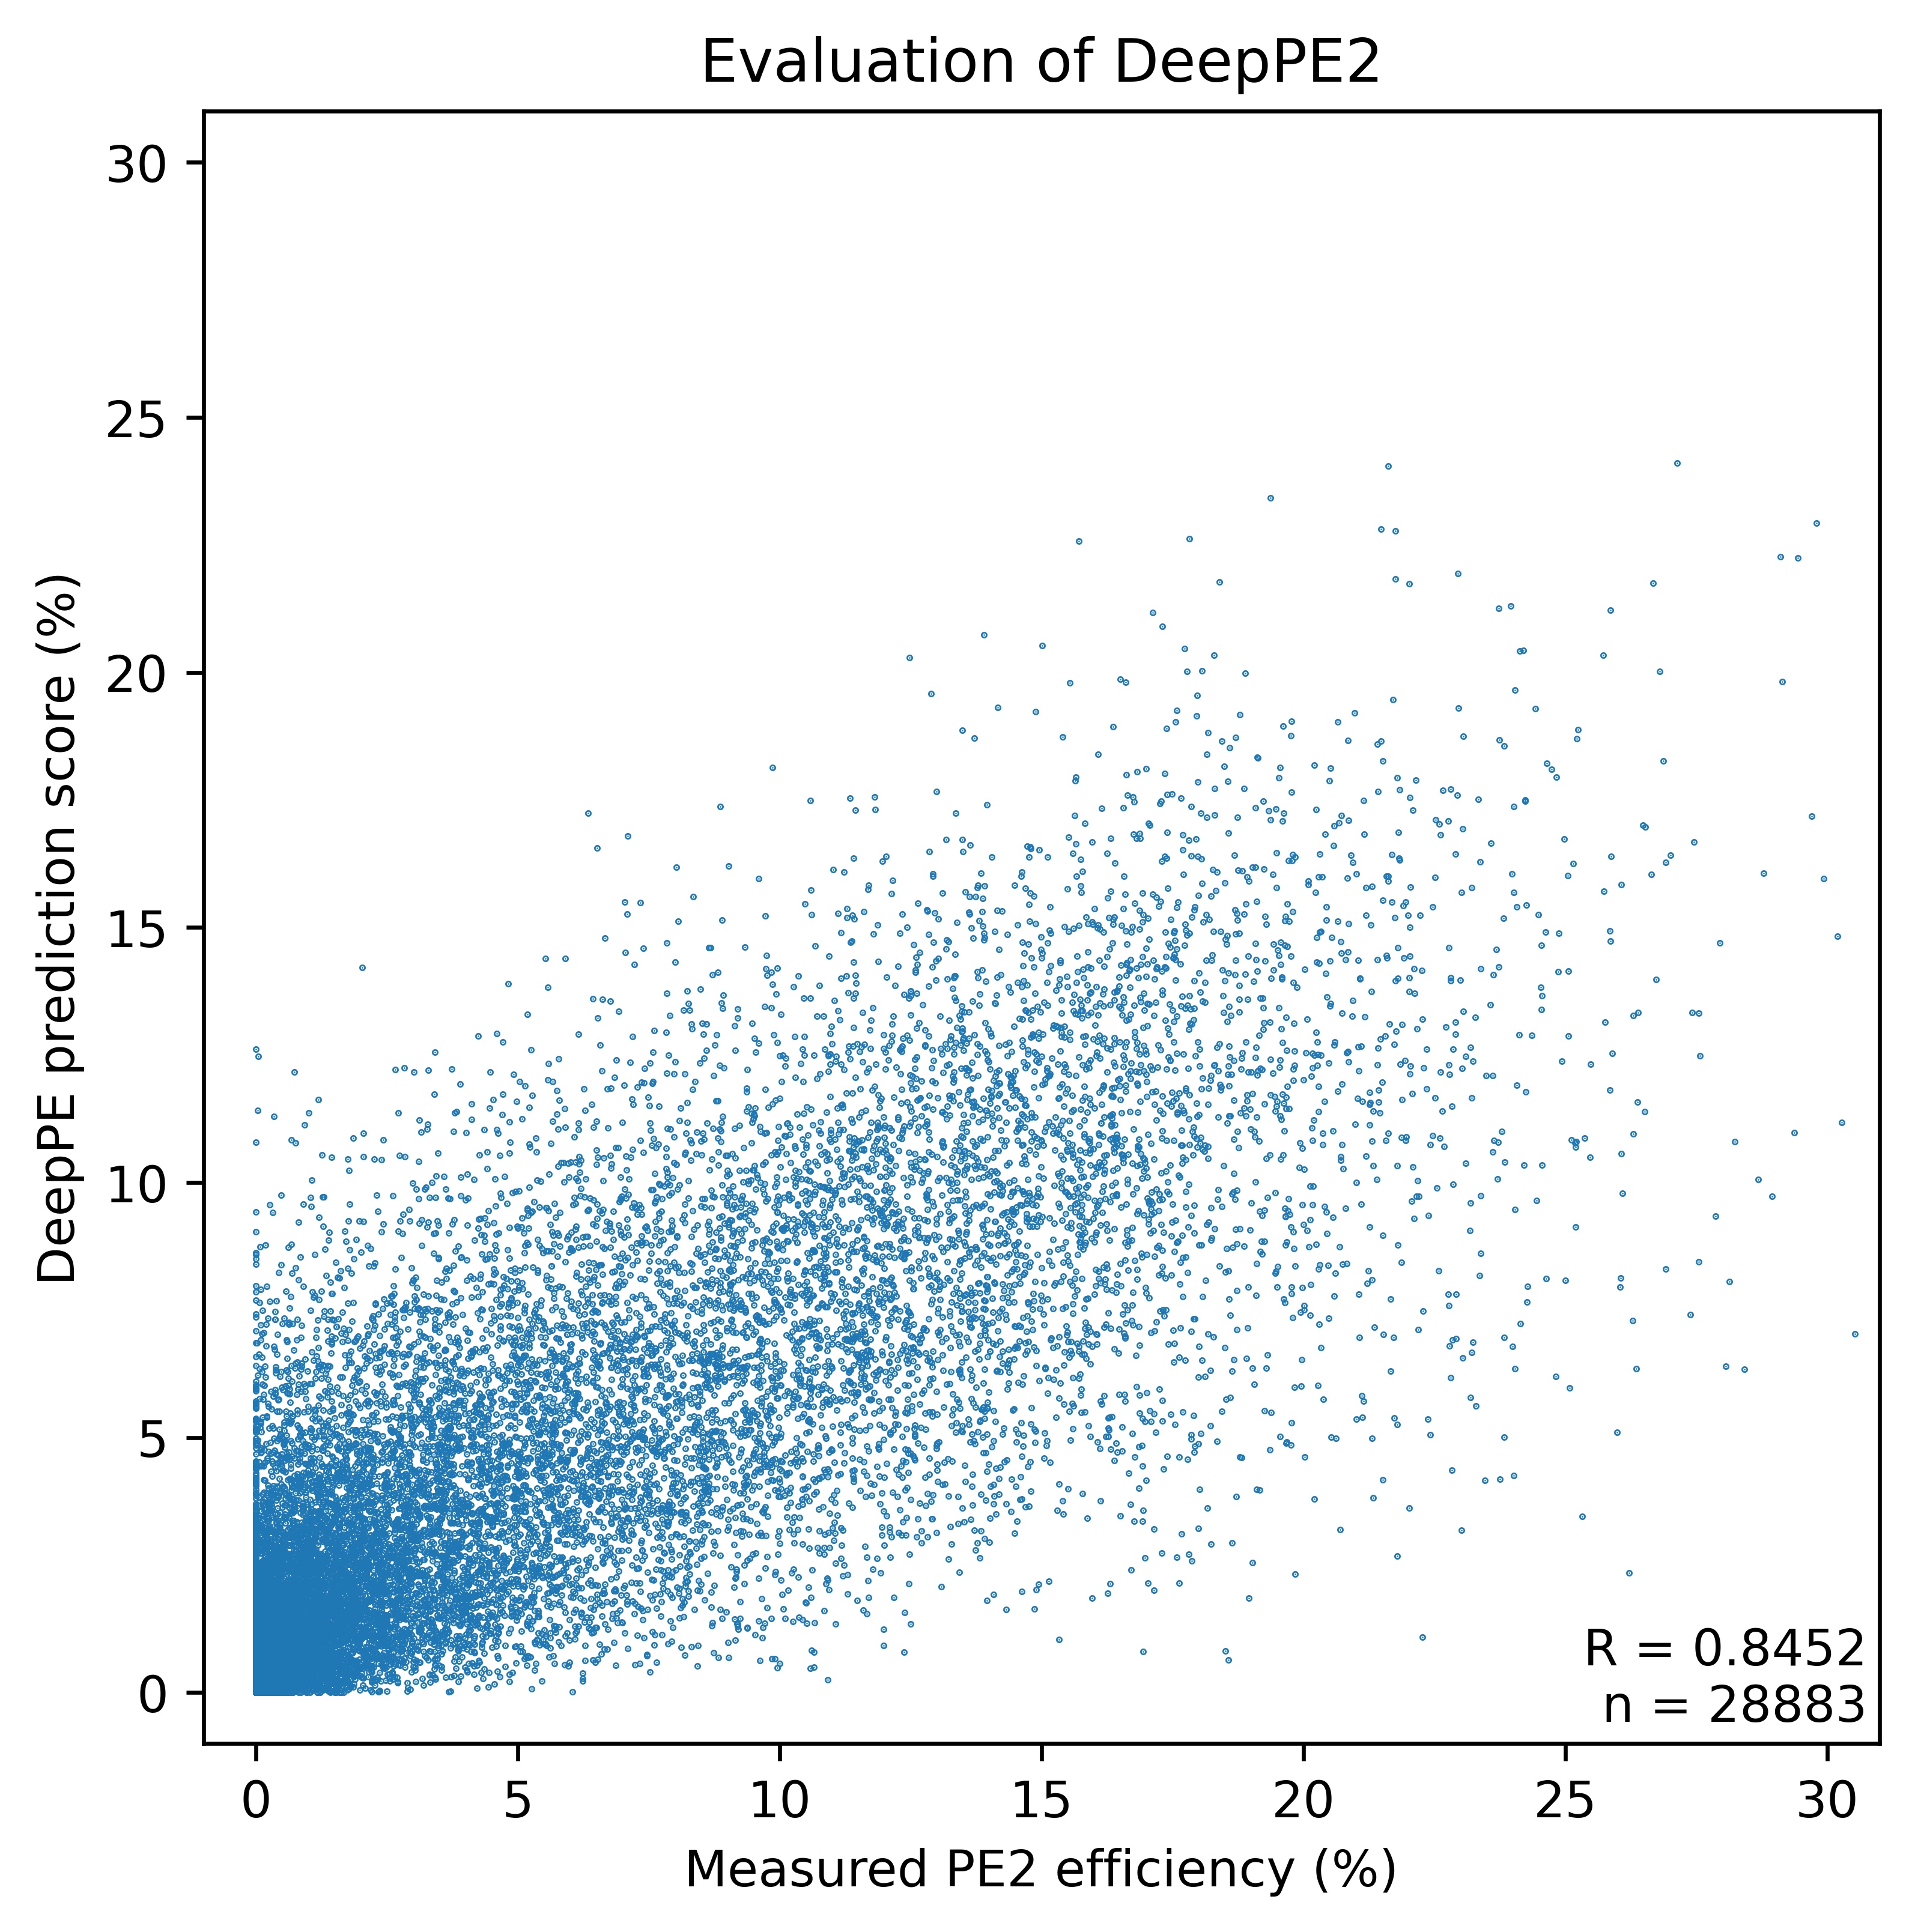 Evaluation of DeepPE2
DeepPE prediction score (%)
30
25
20
15
10
5
0
R = 0.8452
n = 28883
0 5 10 15 20 25 30
Measured PE2 efficiency (%)